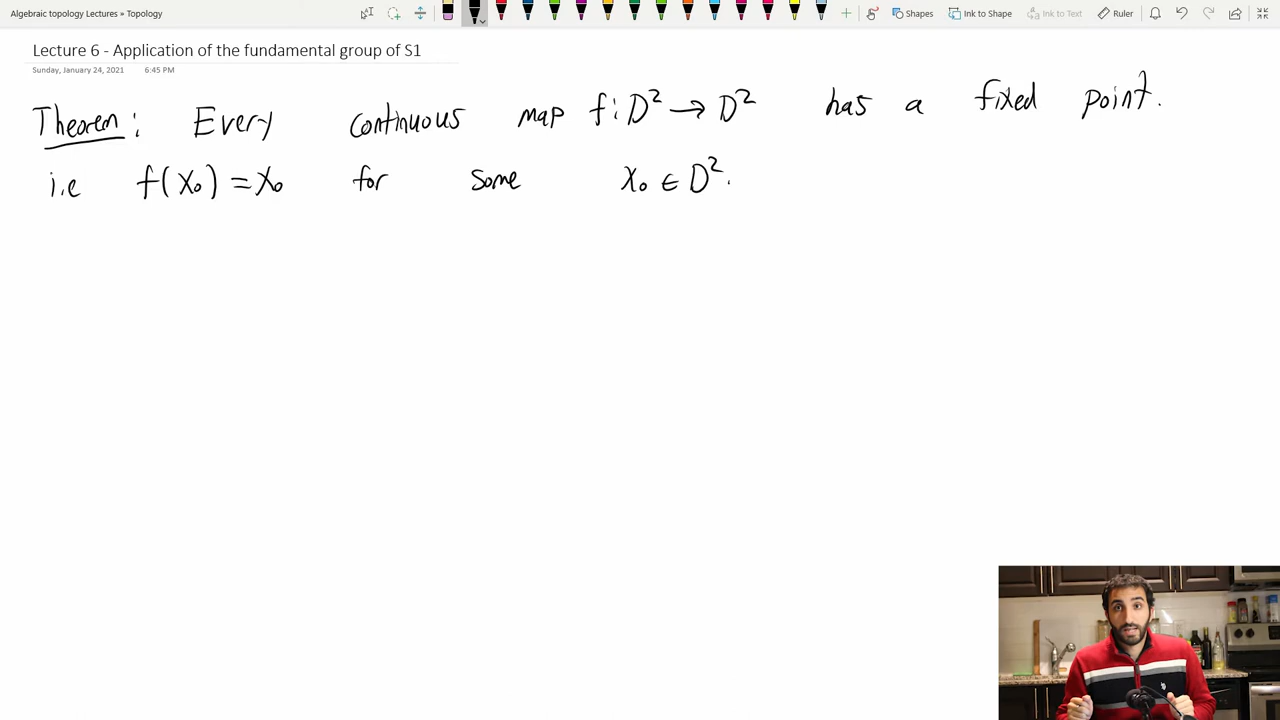 Algebraic topology Lectures » Topology
Shapes
Ink to Shape
Ink to Text
Ruler
Lecture 6 - Application of the fundamental group of S1
Sunday, January 24, 2021 6:45 PM
Theorem: Every continuous map f: D² → D² has a fixed point.
i.e f(x₀) = x₀ for some x₀ ∈ D².